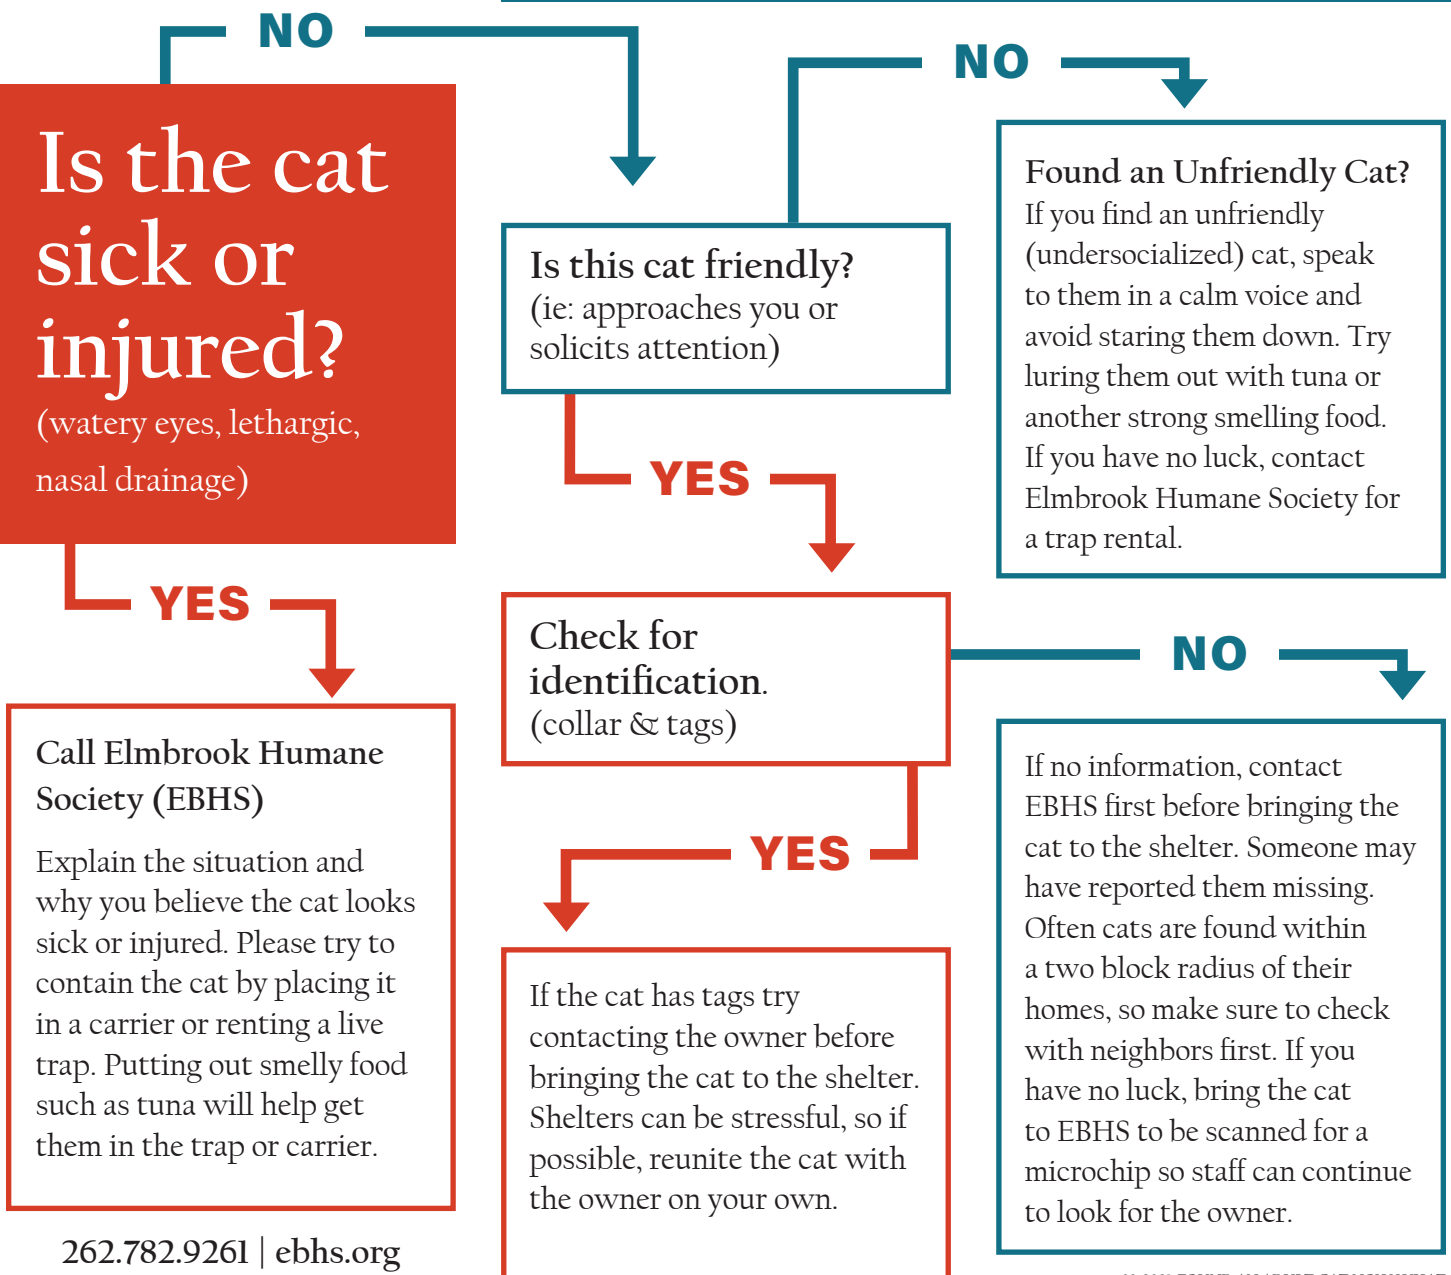 NO
NO
Is the cat
sick or
injured?
(watery eyes, lethargic,
nasal drainage)
Is this cat friendly?
(ie: approaches you or
solicits attention)
Found an Unfriendly Cat?
If you find an unfriendly
(undersocialized) cat, speak
to them in a calm voice and
avoid staring them down. Try
luring them out with tuna or
another strong smelling food.
If you have no luck, contact
Elmbrook Humane Society for
a trap rental.
YES
YES
Check for
identification.
(collar & tags)
NO
Call Elmbrook Humane
Society (EBHS)
Explain the situation and
why you believe the cat looks
sick or injured. Please try to
contain the cat by placing it
in a carrier or renting a live
trap. Putting out smelly food
such as tuna will help get
them in the trap or carrier.
YES
If the cat has tags try
contacting the owner before
bringing the cat to the shelter.
Shelters can be stressful, so if
possible, reunite the cat with
the owner on your own.
If no information, contact
EBHS first before bringing the
cat to the shelter. Someone may
have reported them missing.
Often cats are found within
a two block radius of their
homes, so make sure to check
with neighbors first. If you
have no luck, bring the cat
to EBHS to be scanned for a
microchip so staff can continue
to look for the owner.
262.782.9261 | ebhs.org